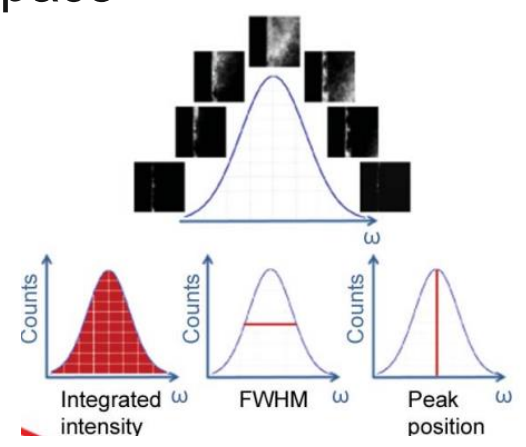 ω
Counts
Counts
Counts
Integrated ω
intensity
FWHM ω
Peak ω
position